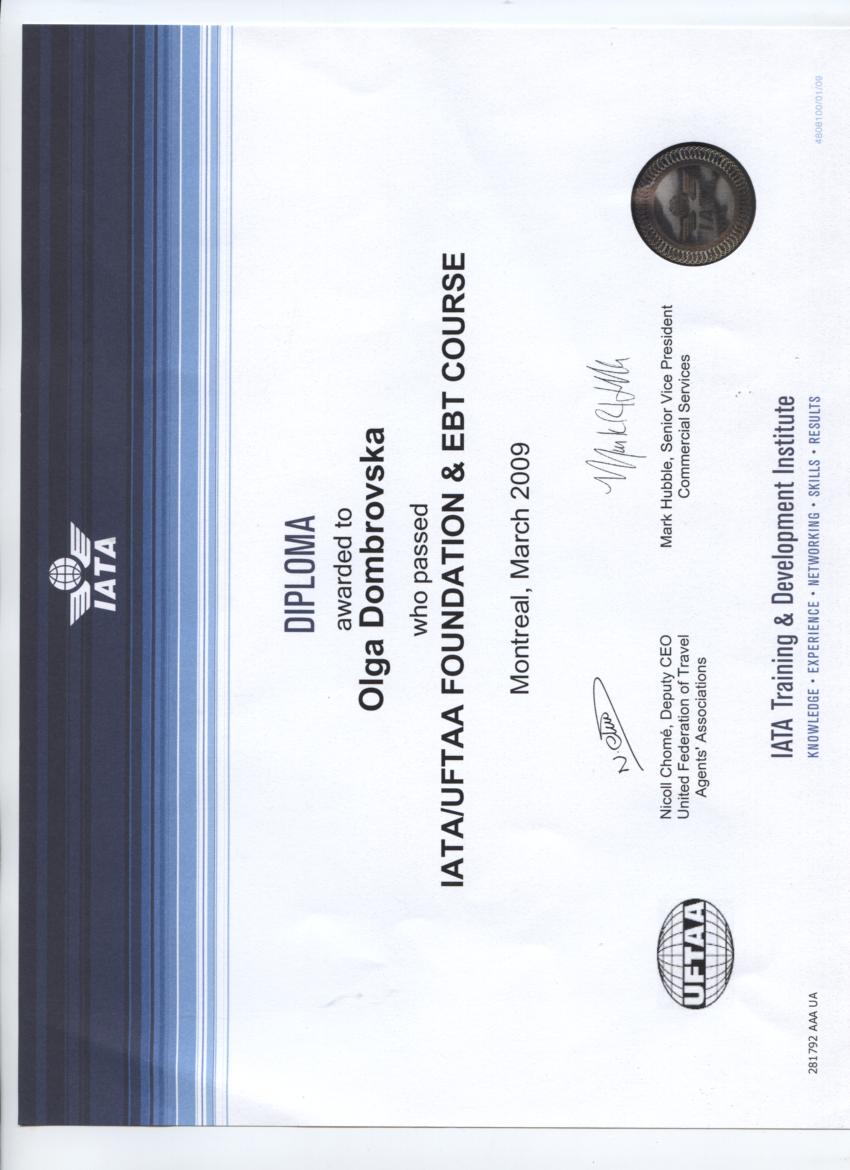 IATA
DIPLOMA
awarded to
Olga Dombrovska
who passed
IATA/UFTAA FOUNDATION & EBT COURSE
Montreal, March 2009
N. Chomé
Mark R Hubble
Nicoll Chomé, Deputy CEO
United Federation of Travel
Agents' Associations
Mark Hubble, Senior Vice President
Commercial Services
UFTAA
IATA
IATA Training & Development Institute
KNOWLEDGE • EXPERIENCE • NETWORKING • SKILLS • RESULTS
281792 AAA UA
4808100/01/09